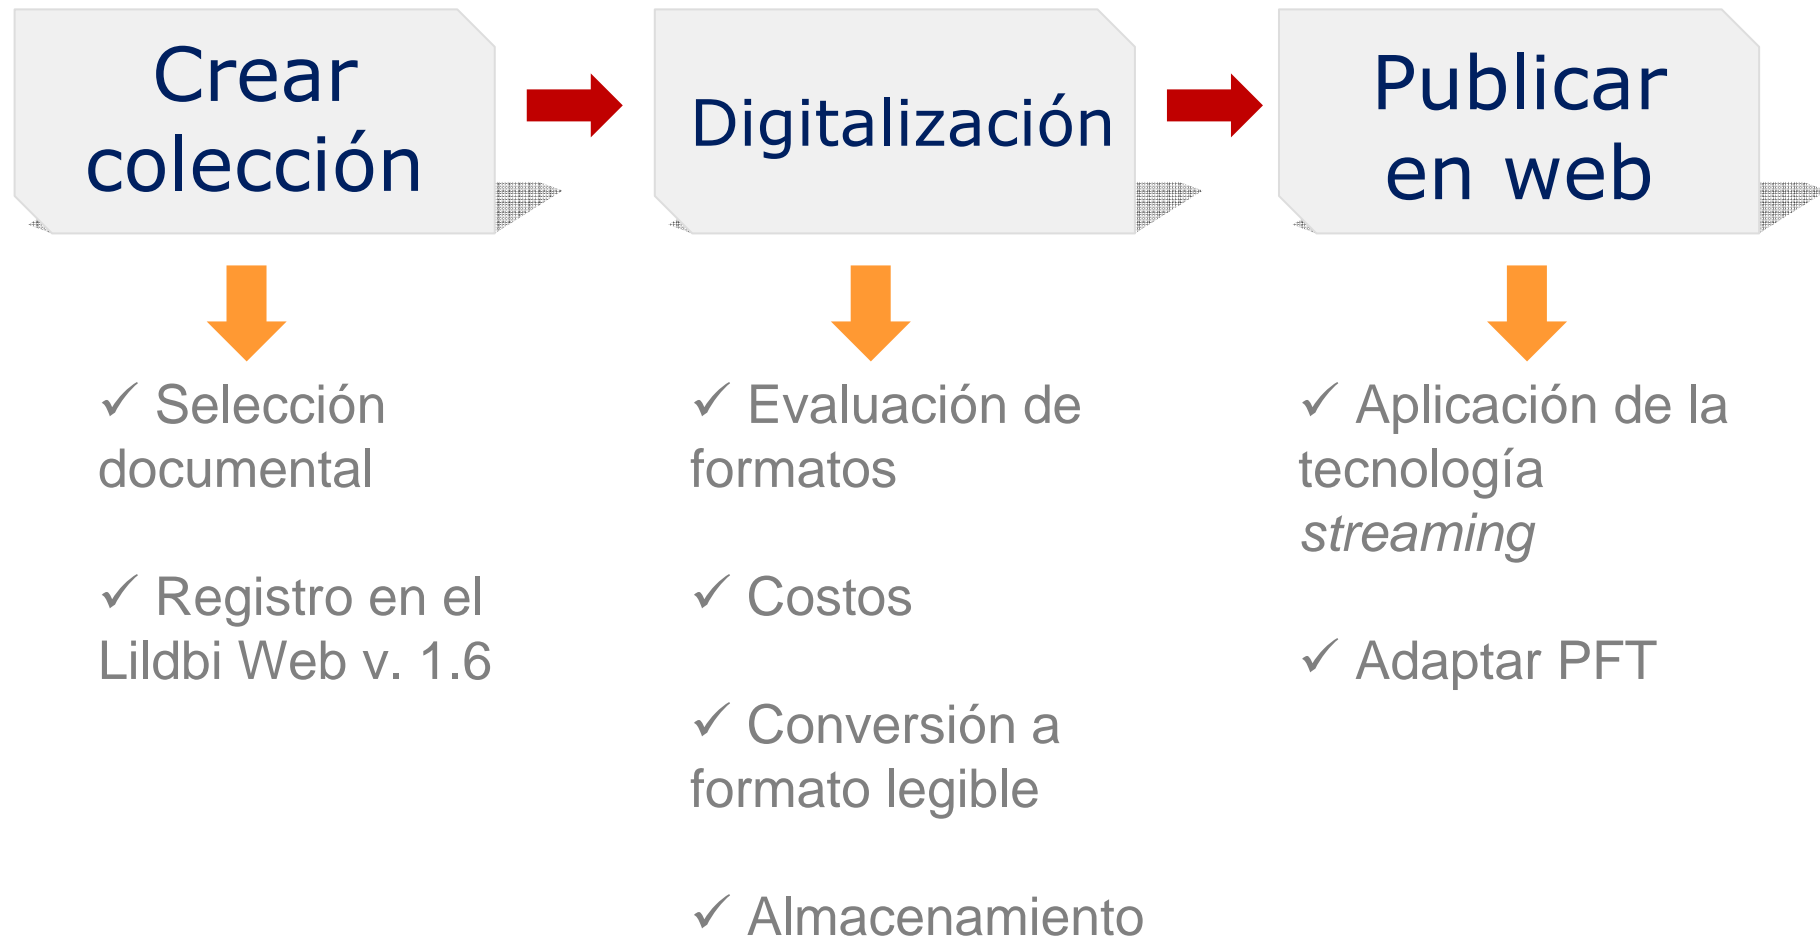 Crear
colección
Digitalización
Publicar
en web
✓ Selección
documental
✓ Registro en el
Lildbi Web v. 1.6
✓ Evaluación de
formatos
✓ Costos
✓ Conversión a
formato legible
✓ Almacenamiento
✓ Aplicación de la
tecnología
streaming
✓ Adaptar PFT